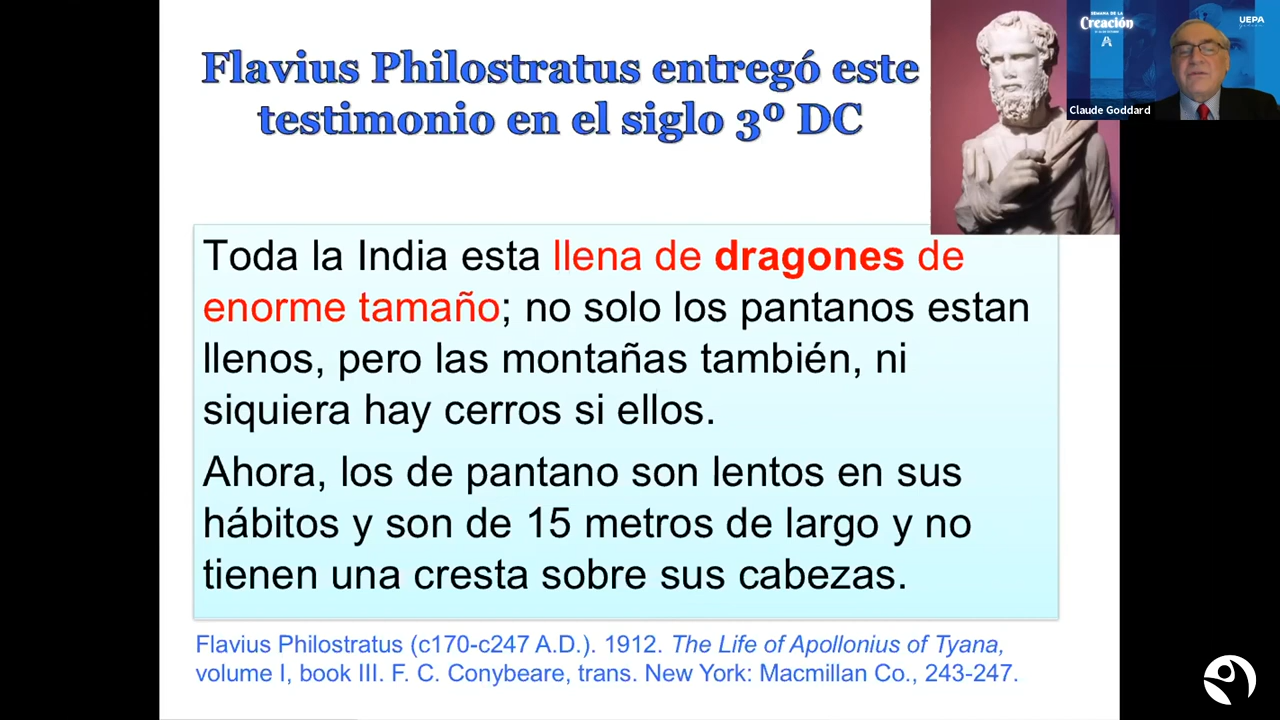 Flavius Philostratus entregó este
testimonio en el siglo 3º DC
SEMANA DE LA
Creación
UEPA
Claude Goddard
Toda la India esta llena de dragones de
enorme tamaño; no solo los pantanos estan
llenos, pero las montañas también, ni
siquiera hay cerros si ellos.
Ahora, los de pantano son lentos en sus
hábitos y son de 15 metros de largo y no
tienen una cresta sobre sus cabezas.
Flavius Philostratus (c170-c247 A.D.). 1912. The Life of Apollonius of Tyana,
volume I, book III. F. C. Conybeare, trans. New York: Macmillan Co., 243-247.